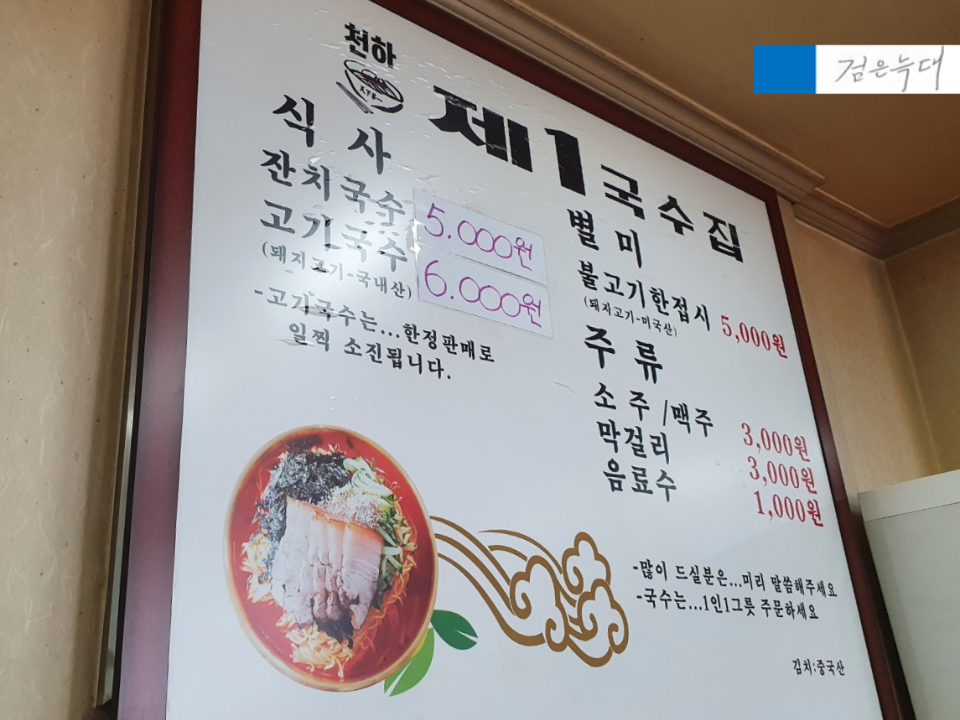 검은늑대
천하
제1국수집
식사
잔치국수 5.000원
고기국수 6.000원
(돼지고기-국내산)
-고기국수는...한정판매로
일찍 소진됩니다.
별미
불고기한접시 5,000원
(돼지고기-미국산)
주류
소주/맥주 3,000원
막걸리 3,000원
음료수 1,000원
-많이 드실분은...미리 말씀해주세요
-국수는...1인1그릇 주문하세요
김치:중국산